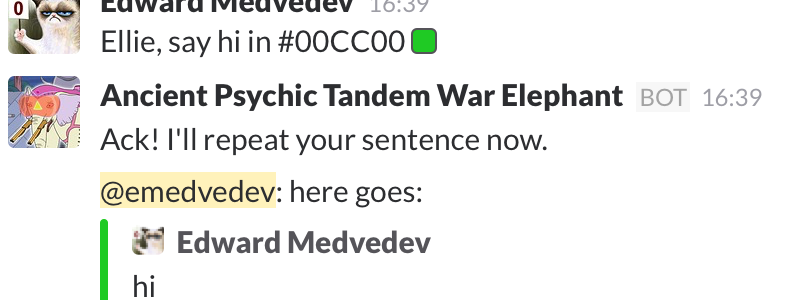 0
Edward Medvedev 16:39
Ellie, say hi in #00CC00
Ancient Psychic Tandem War Elephant BOT 16:39
Ack! I'll repeat your sentence now.
@emedvedev: here goes:
Edward Medvedev
hi